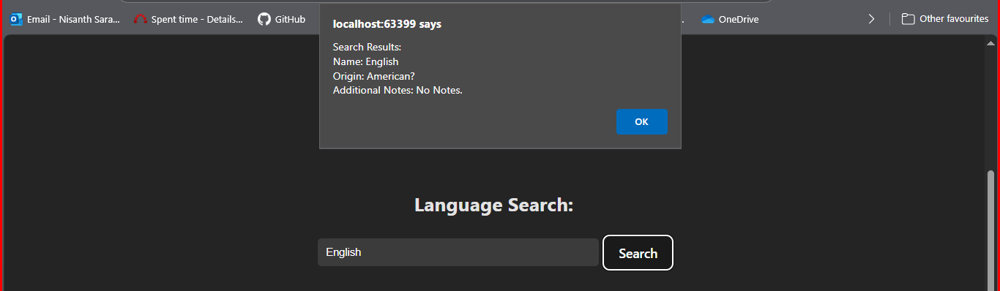 Email - Nisanth Sara...
Spent time - Details...
GitHub
OneDrive
Other favourites
localhost:63399 says
Search Results:
Name: English
Origin: American?
Additional Notes: No Notes.
OK
Language Search:
English
Search